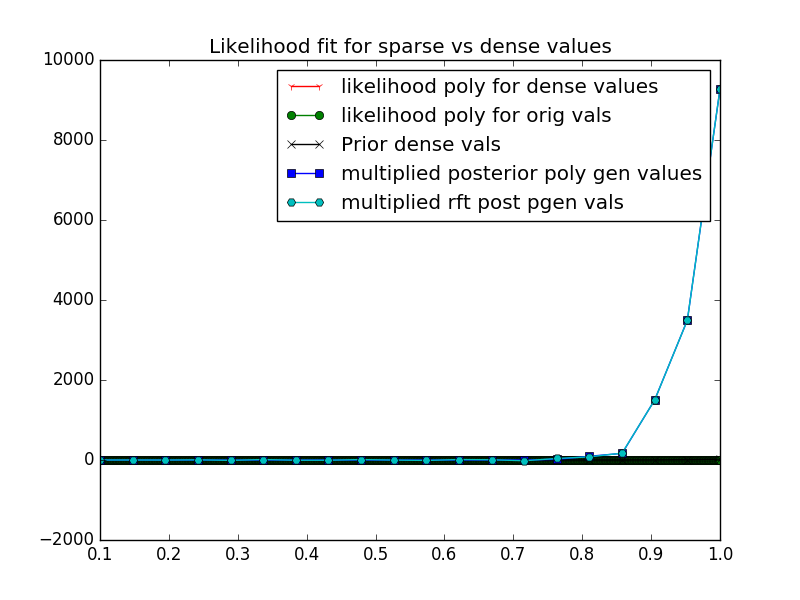 Likelihood fit for sparse vs dense values
10000
8000
6000
4000
2000
0
−2000
likelihood poly for dense values
likelihood poly for orig vals
Prior dense vals
multiplied posterior poly gen values
multiplied rft post pgen vals
0.1 0.2 0.3 0.4 0.5 0.6 0.7 0.8 0.9 1.0